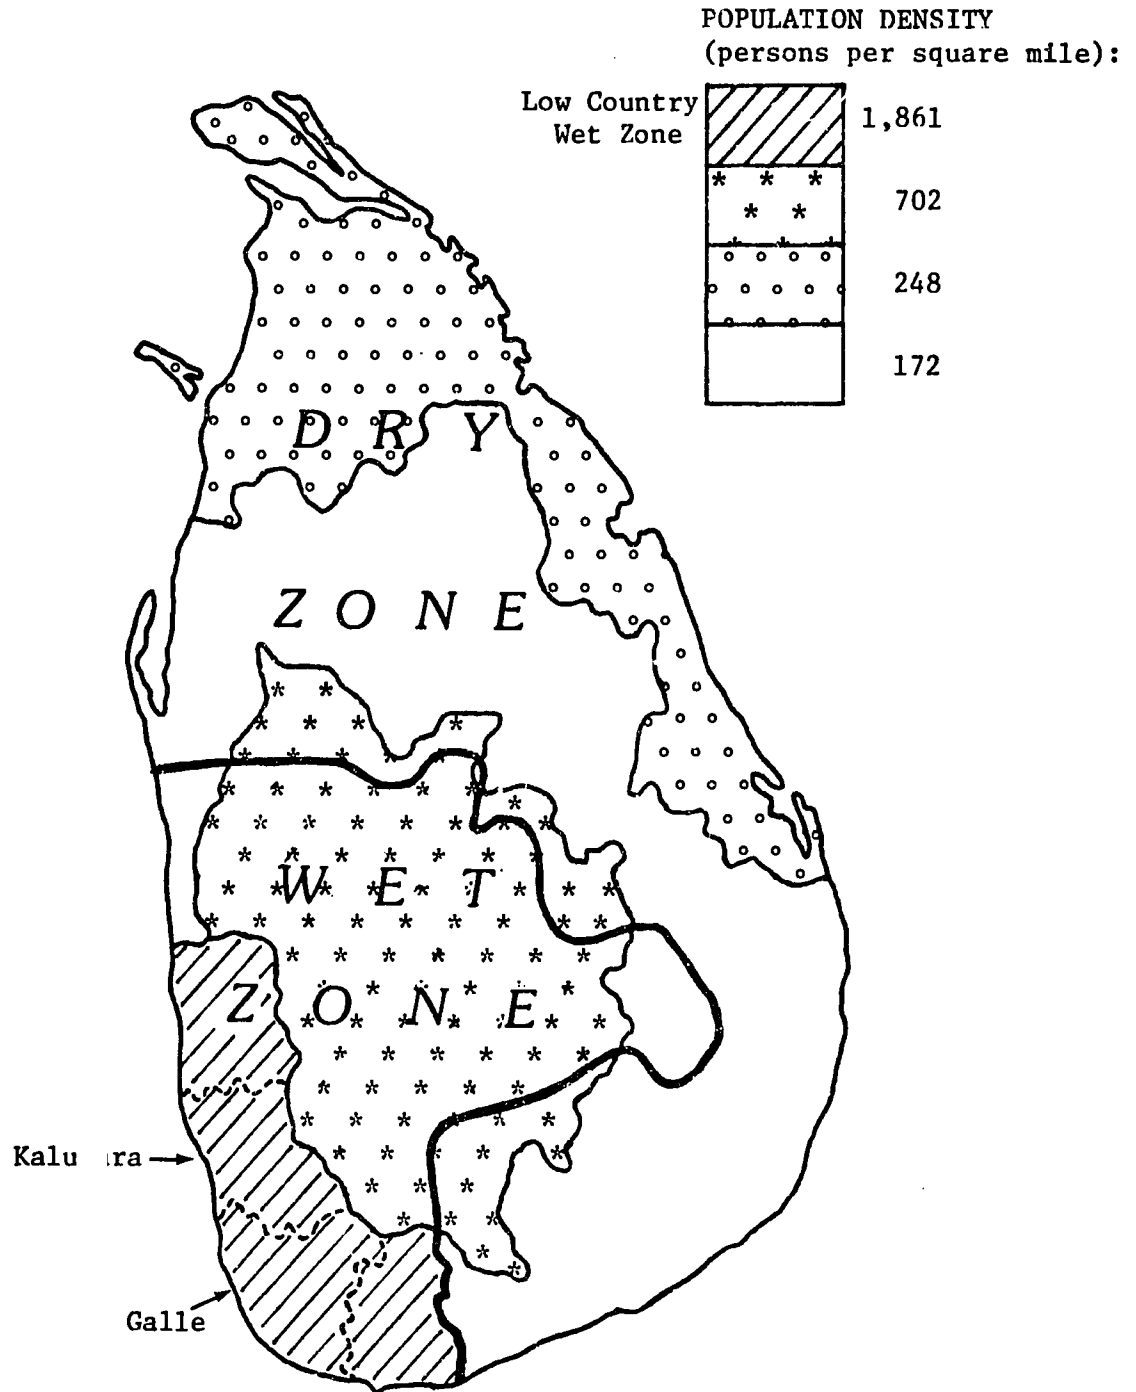 POPULATION DENSITY
(persons per square mile):
Low Country
Wet Zone
1,861
702
248
172
D R Y
Z O N E
W E T
Z O N E
Galle